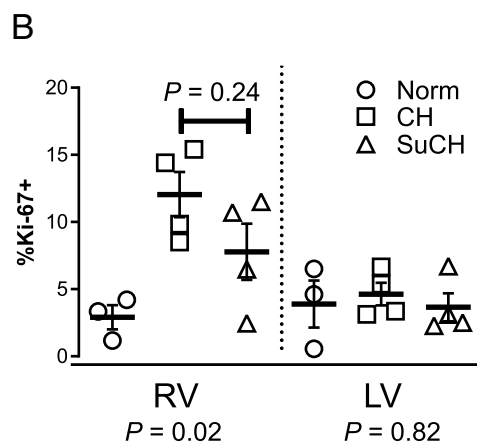 B
%Ki-67+
20
15
10
5
0
P = 0.24
Norm
CH
SuCH
RV
LV
P = 0.02
P = 0.82